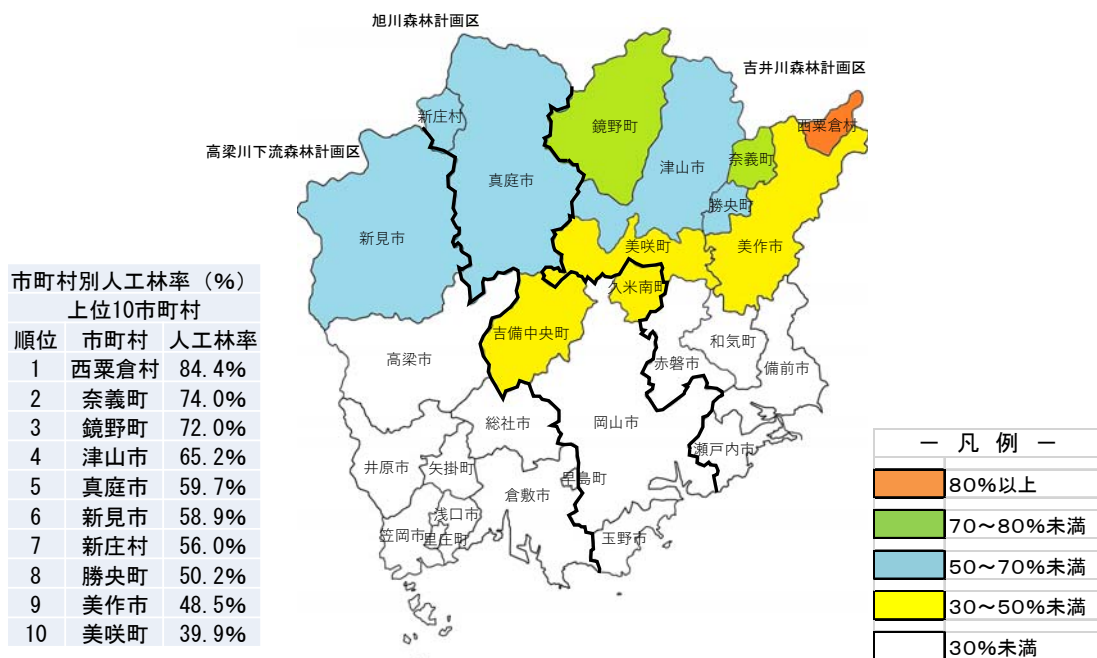 旭川森林計画区
吉井川森林計画区
高梁川下流森林計画区
西粟倉村
新庄村
鏡野町
奈義町
津山市
真庭市
勝央町
新見市
美咲町
美作市
久米南町
吉備中央町
和気町
高梁市
赤磐市
備前市
総社市
岡山市
瀬戸内市
井原市
矢掛町
早島町
倉敷市
浅口市
笠岡市
里庄町
玉野市
市町村別人工林率（%）
上位10市町村
順位 市町村 人工林率
1 西粟倉村 84.4%
2 奈義町 74.0%
3 鏡野町 72.0%
4 津山市 65.2%
5 真庭市 59.7%
6 新見市 58.9%
7 新庄村 56.0%
8 勝央町 50.2%
9 美作市 48.5%
10 美咲町 39.9%
－ 凡 例 －
80%以上
70～80%未満
50～70%未満
30～50%未満
30%未満